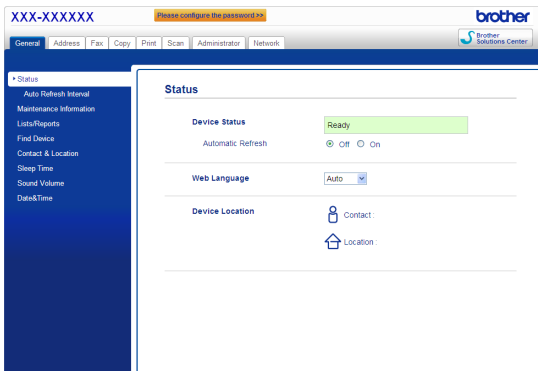 XXX-XXXXXX
Please configure the password >>
brother
General Address Fax Copy Print Scan Administrator Network
Brother Solutions Center
Status
Auto Refresh Interval
Maintenance Information
Lists/Reports
Find Device
Contact & Location
Sleep Time
Sound Volume
Date&Time
Status
Device Status Ready
Automatic Refresh Off On
Web Language Auto
Device Location Contact :
Location :